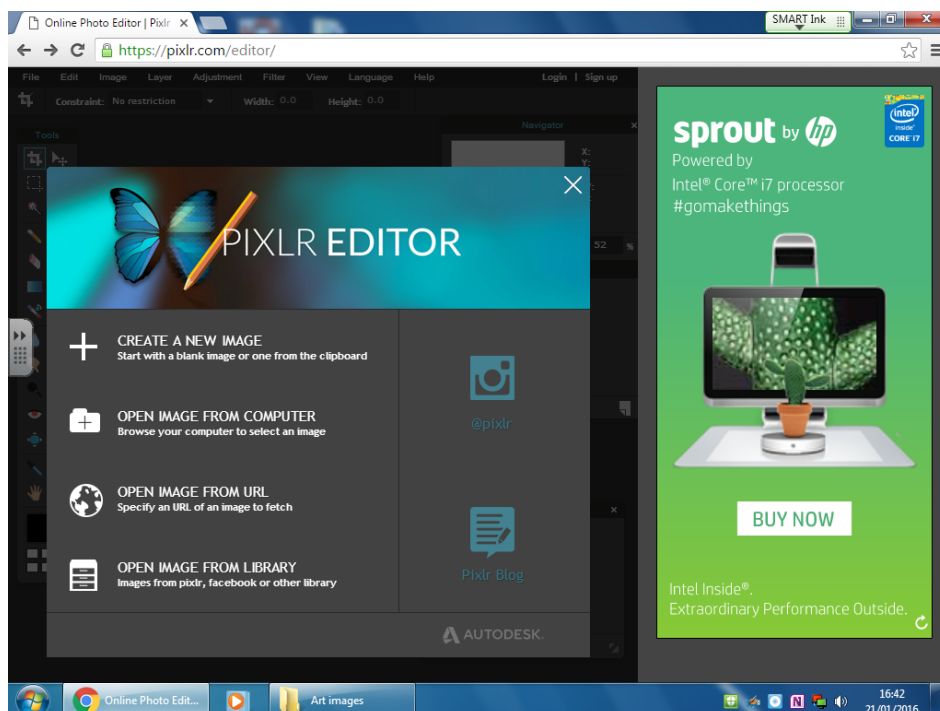 Online Photo Editor | Pixlr
SMART Ink
https://pixlr.com/editor/
File Edit Image Layer Adjustment Filter View Language Help Login | Sign up
Constraint: No restriction Width: 0.0 Height: 0.0
Tools
Navigator
X:
Y:
52 %
PIXLR EDITOR
CREATE A NEW IMAGE
Start with a blank image or one from the clipboard
OPEN IMAGE FROM COMPUTER
Browse your computer to select an image
OPEN IMAGE FROM URL
Specify an URL of an image to fetch
OPEN IMAGE FROM LIBRARY
Images from pixlr, facebook or other library
@pixlr
Pixlr Blog
AUTODESK.
sprout by hp
intel inside
CORE i7
Powered by
Intel® Core™ i7 processor
#gomakethings
BUY NOW
Intel Inside®.
Extraordinary Performance Outside.
Online Photo Edit...
Art images
16:42
21/01/2016